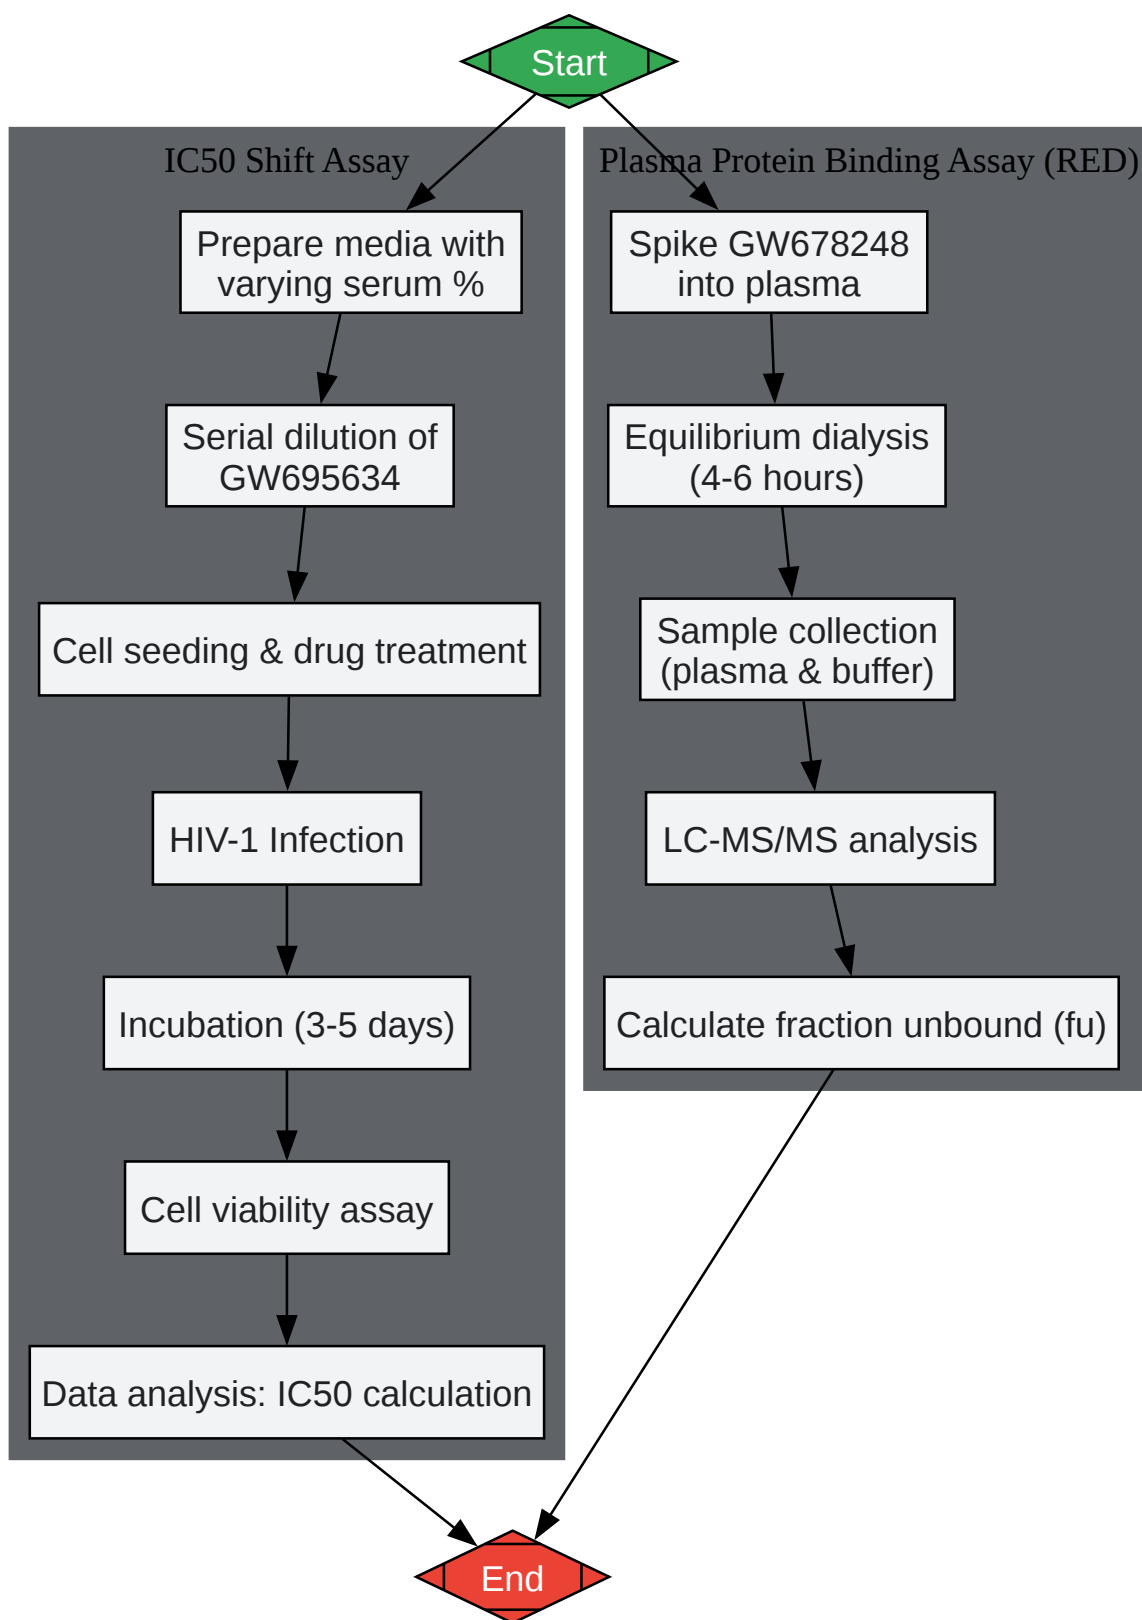 Start
IC50 Shift Assay
Prepare media with
varying serum %
Serial dilution of
GW695634
Cell seeding & drug treatment
HIV-1 Infection
Incubation (3-5 days)
Cell viability assay
Data analysis: IC50 calculation
Plasma Protein Binding Assay (RED)
Spike GW678248
into plasma
Equilibrium dialysis
(4-6 hours)
Sample collection
(plasma & buffer)
LC-MS/MS analysis
Calculate fraction unbound (fu)
End